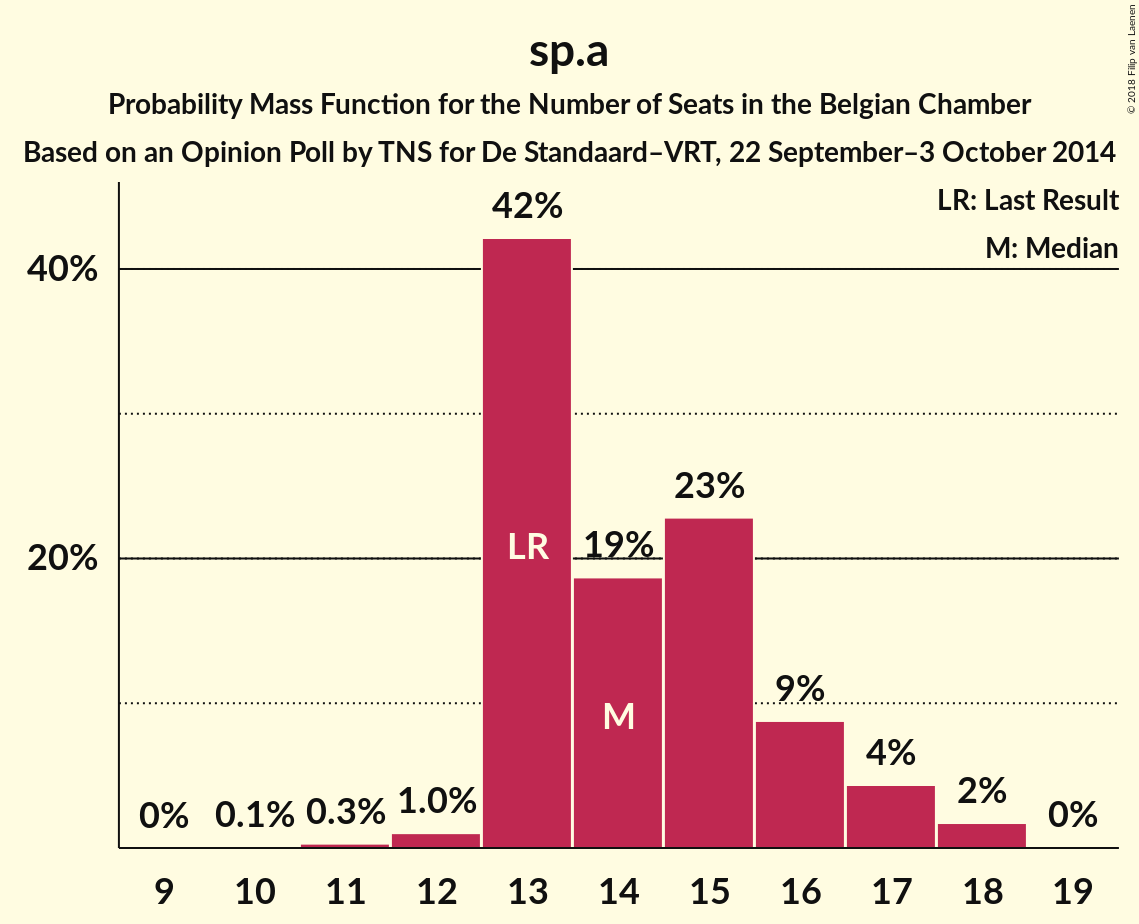 sp.a
Probability Mass Function for the Number of Seats in the Belgian Chamber
Based on an Opinion Poll by TNS for De Standaard–VRT, 22 September–3 October 2014
© 2018 Filip van Laenen
LR: Last Result
M: Median
42%
40%
23%
20%
LR
19%
9%
M
4%
2%
1.0%
0.3%
0.1%
0%
0%
9 10 11 12 13 14 15 16 17 18 19